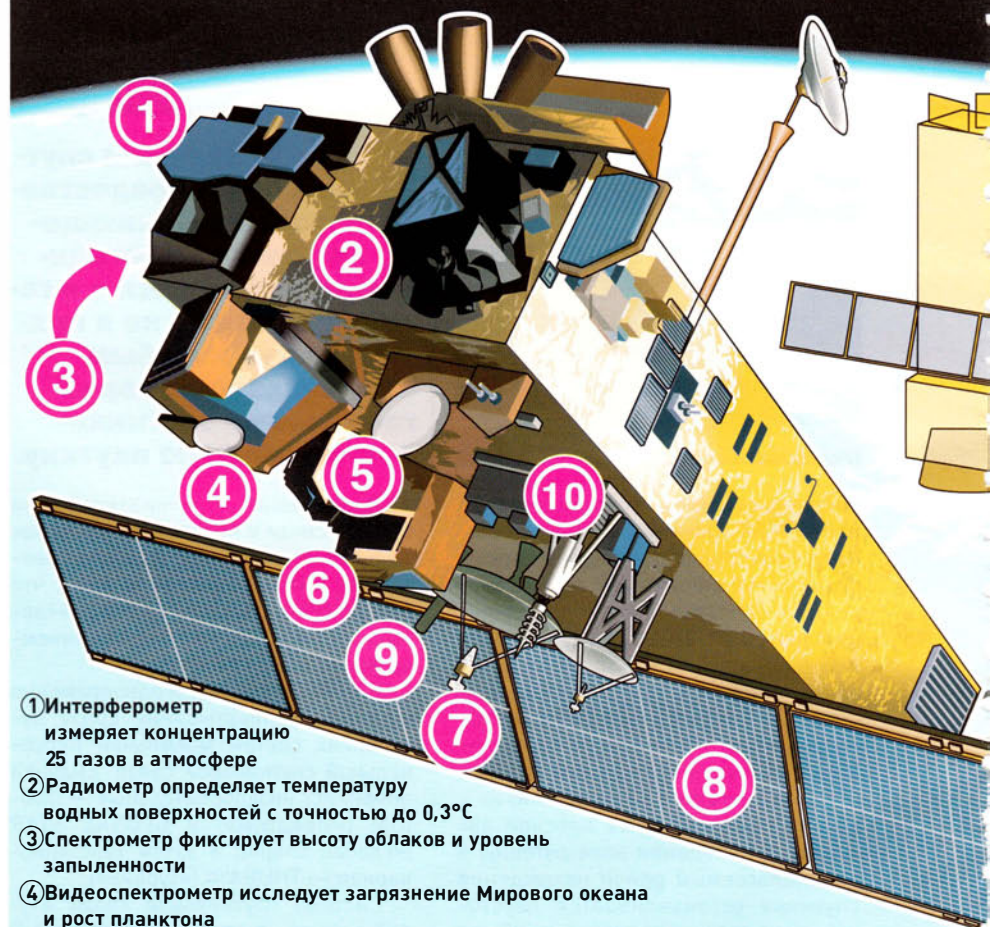 1
2
3
4
5
6
10
9
7
8
①Интерферометр
измеряет концентрацию
25 газов в атмосфере
②Радиометр определяет температуру
водных поверхностей с точностью до 0,3°C
③Спектрометр фиксирует высоту облаков и уровень
запыленности
④Видеоспектрометр исследует загрязнение Мирового океана
и рост планктона